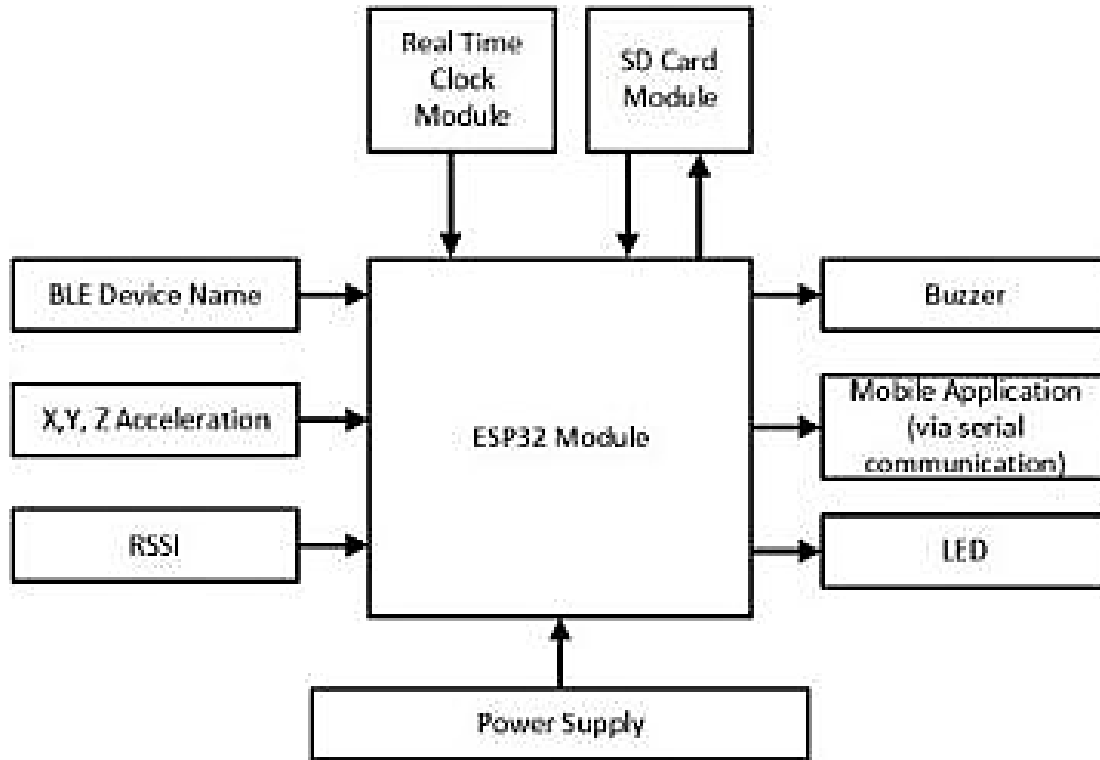 Real Time
Clock
Module
SD Card
Module
BLE Device Name
Buzzer
X,Y, Z Acceleration
ESP32 Module
Mobile Application
(via serial
communication)
RSSI
LED
Power Supply